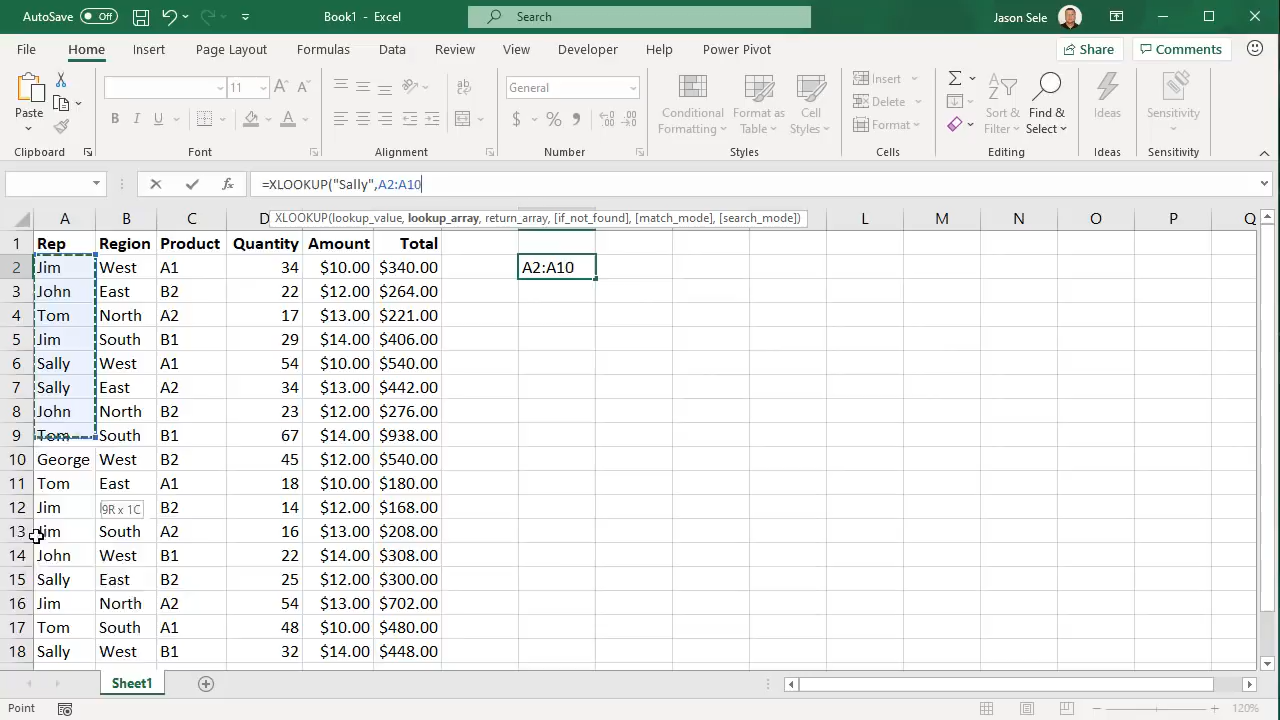 AutoSave Off Book1 - Excel Search Jason Sele
File Home Insert Page Layout Formulas Data Review View Developer Help Power Pivot Share Comments
Paste
11
B I U
General
$ % 9
Conditional Formatting
Format as Table
Cell Styles
Insert
Delete
Format
Sort & Filter
Find & Select
Ideas
Sensitivity
Clipboard Font Alignment Number Styles Cells Editing Ideas Sensitivity
fx =XLOOKUP("Sally",A2:A10
XLOOKUP(lookup_value, lookup_array, return_array, [if_not_found], [match_mode], [search_mode])
A B C D L M N O P Q
1 Rep Region Product Quantity Amount Total
2 Jim West A1 34 $10.00 $340.00 A2:A10
3 John East B2 22 $12.00 $264.00
4 Tom North A2 17 $13.00 $221.00
5 Jim South B1 29 $14.00 $406.00
6 Sally West A1 54 $10.00 $540.00
7 Sally East A2 34 $13.00 $442.00
8 John North B2 23 $12.00 $276.00
9 Tom South B1 67 $14.00 $938.00
10 George West B2 45 $12.00 $540.00
11 Tom East A1 18 $10.00 $180.00
12 Jim 9R x 1C B2 14 $12.00 $168.00
13 Jim South A2 16 $13.00 $208.00
14 John West B1 22 $14.00 $308.00
15 Sally East B2 25 $12.00 $300.00
16 Jim North A2 54 $13.00 $702.00
17 Tom South A1 48 $10.00 $480.00
18 Sally West B1 32 $14.00 $448.00
Sheet1
Point 120%